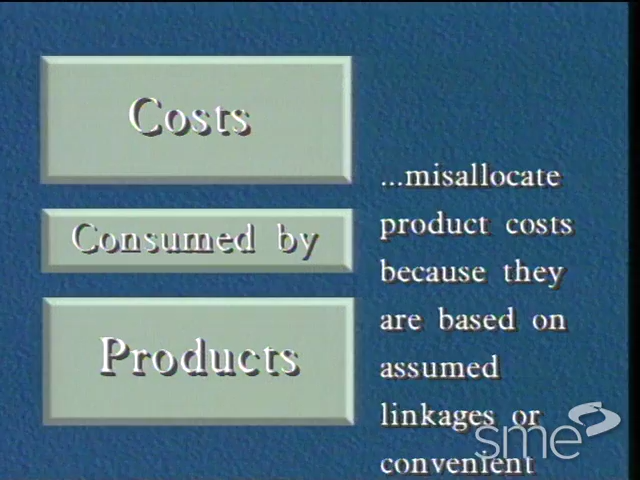 Costs
Consumed by
Products
...misallocate
product costs
because they
are based on
assumed
linkages or
convenient
sme